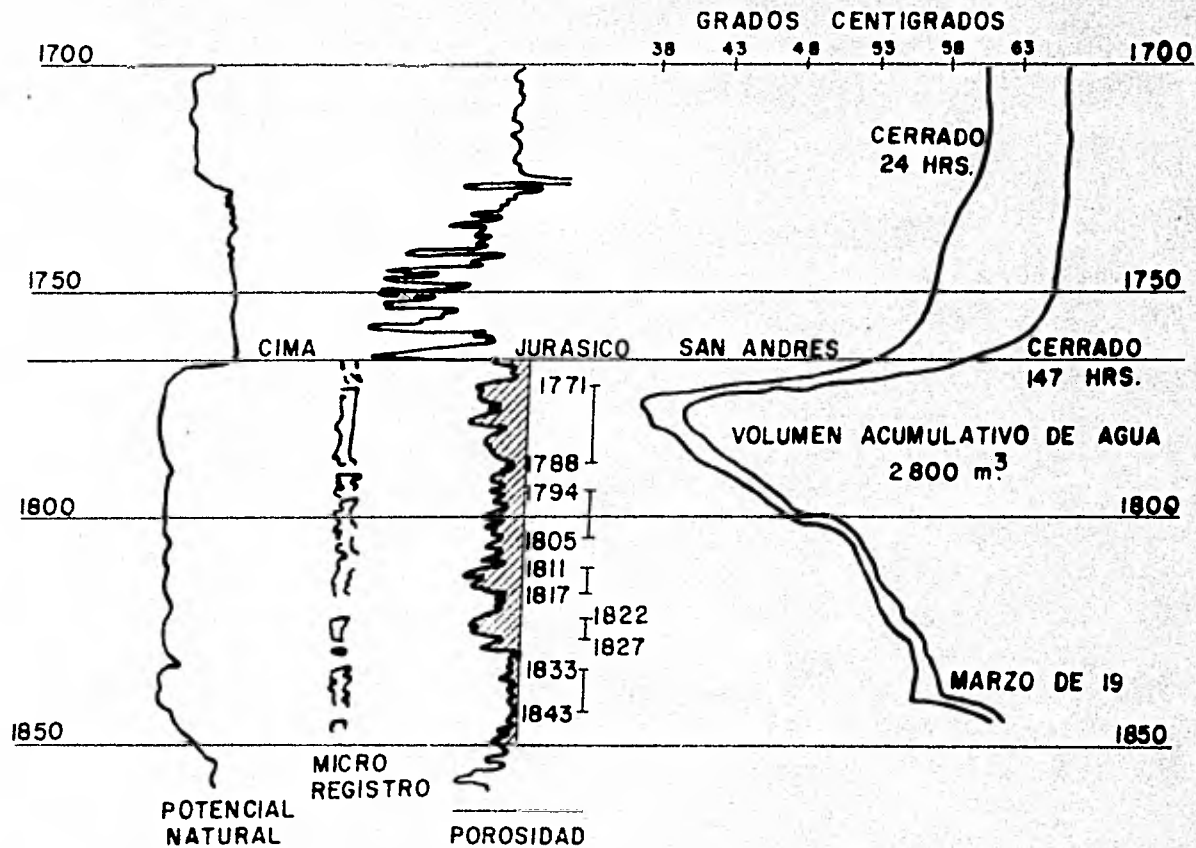 GRADOS CENTIGRADOS
38 43 48 53 58 63
1700 1700
CERRADO
24 HRS.
1750 1750
CIMA JURASICO SAN ANDRES CERRADO
147 HRS.
1771
VOLUMEN ACUMULATIVO DE AGUA
2800 m³.
1788
1794
1800 1800
1805
1811
1817
1822
1827
1833
MARZO DE 19
1843
1850 1850
MICRO
REGISTRO
POTENCIAL
NATURAL
POROSIDAD